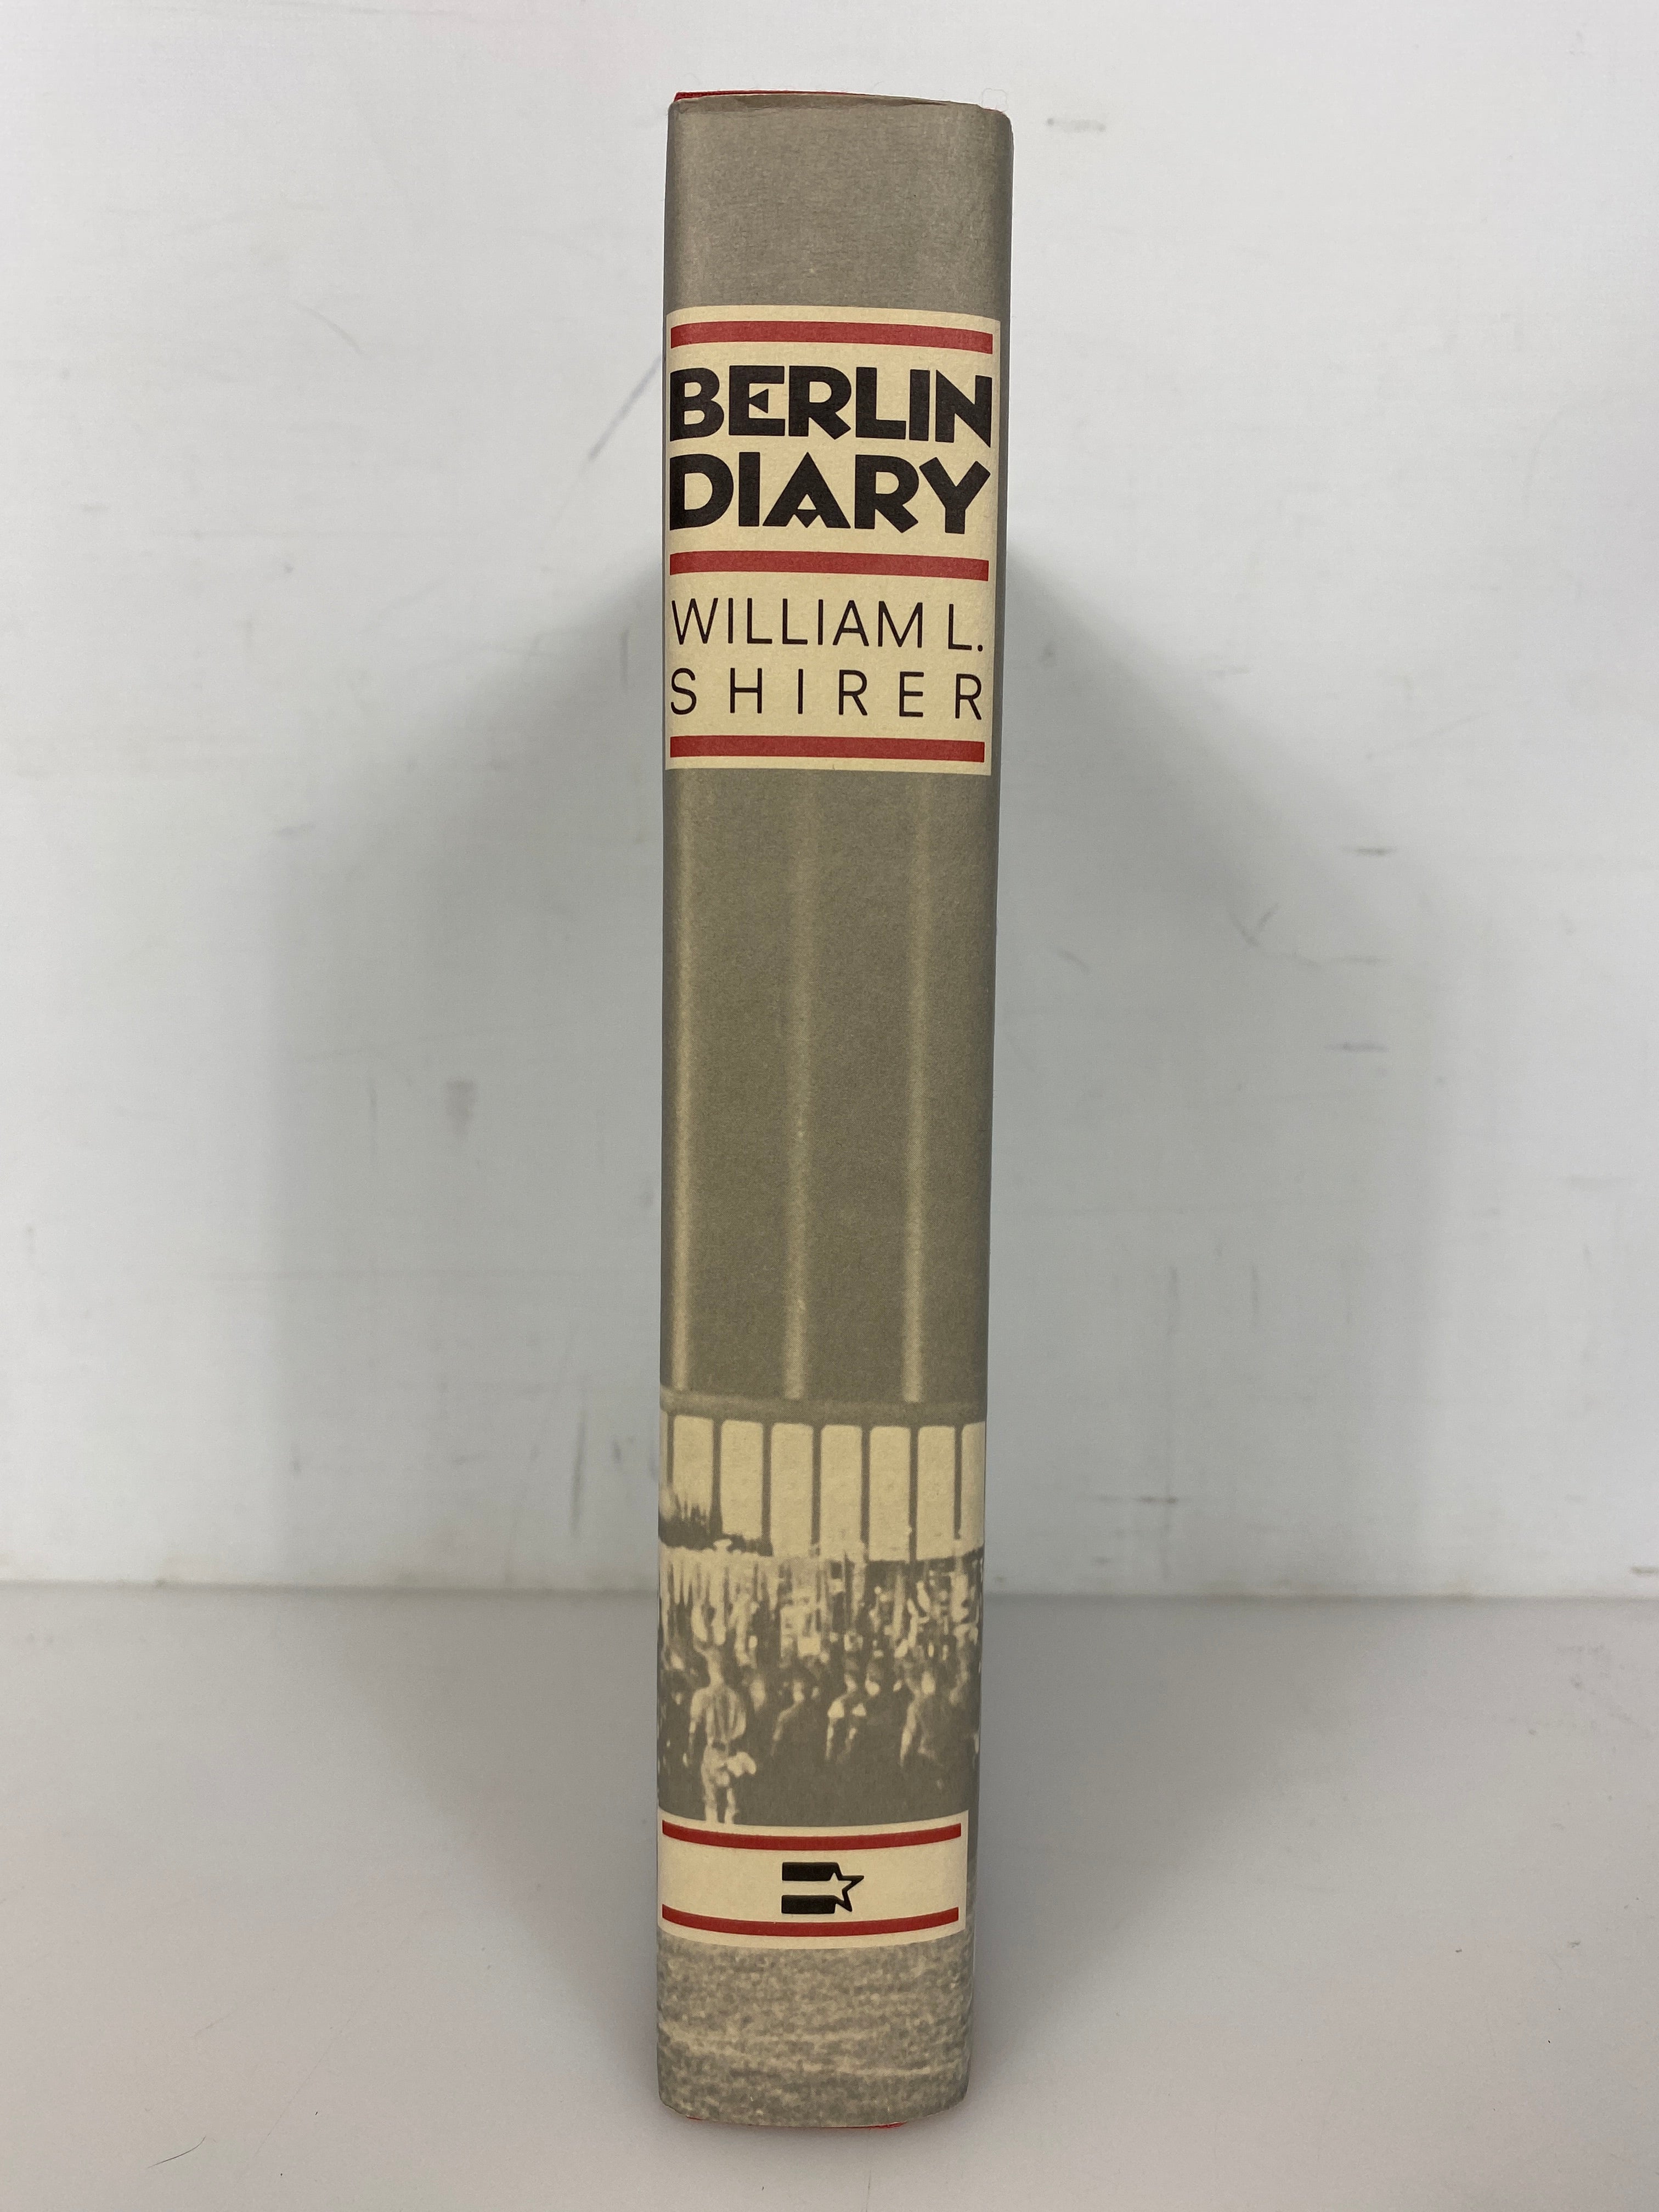 BERLIN
DIARY
WILLIAM L.
SHIRER